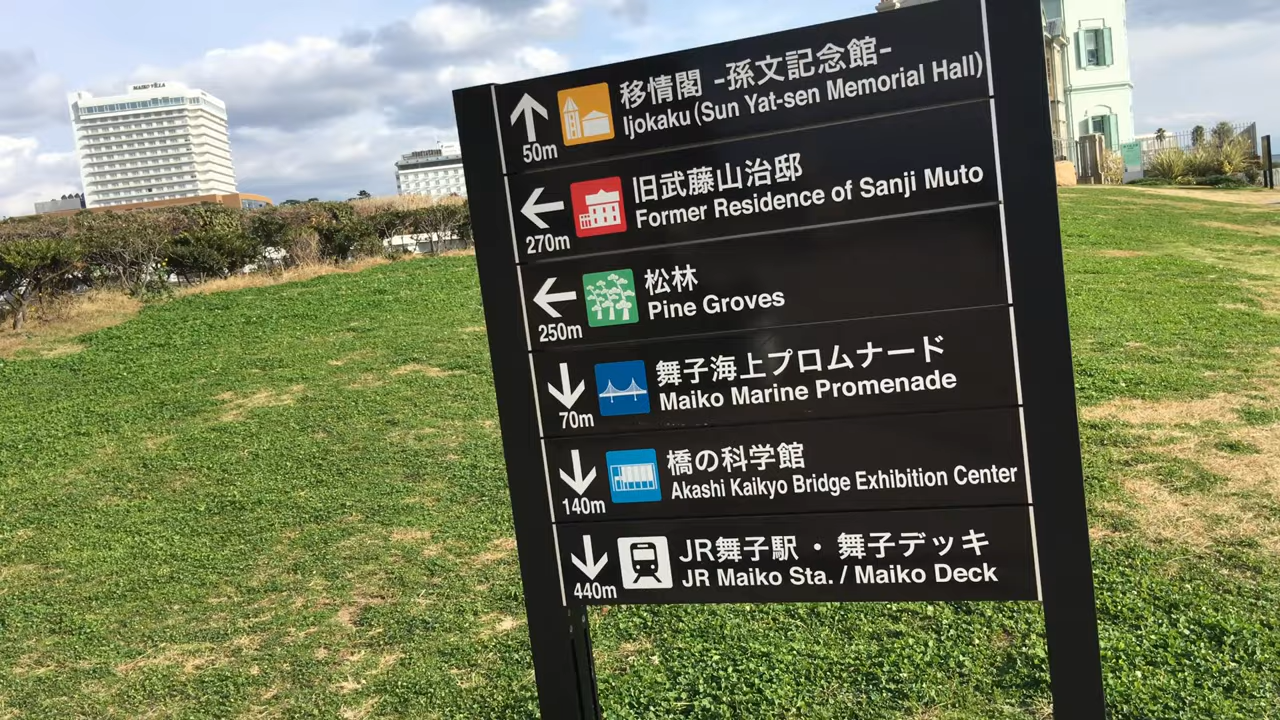 MAIKO VILLA
移情閣 -孫文記念館-
Ijokaku (Sun Yat-sen Memorial Hall)
50m
旧武藤山治邸
Former Residence of Sanji Muto
270m
松林
Pine Groves
250m
舞子海上プロムナード
Maiko Marine Promenade
70m
橋の科学館
Akashi Kaikyo Bridge Exhibition Center
140m
JR舞子駅・舞子デッキ
JR Maiko Sta. / Maiko Deck
440m